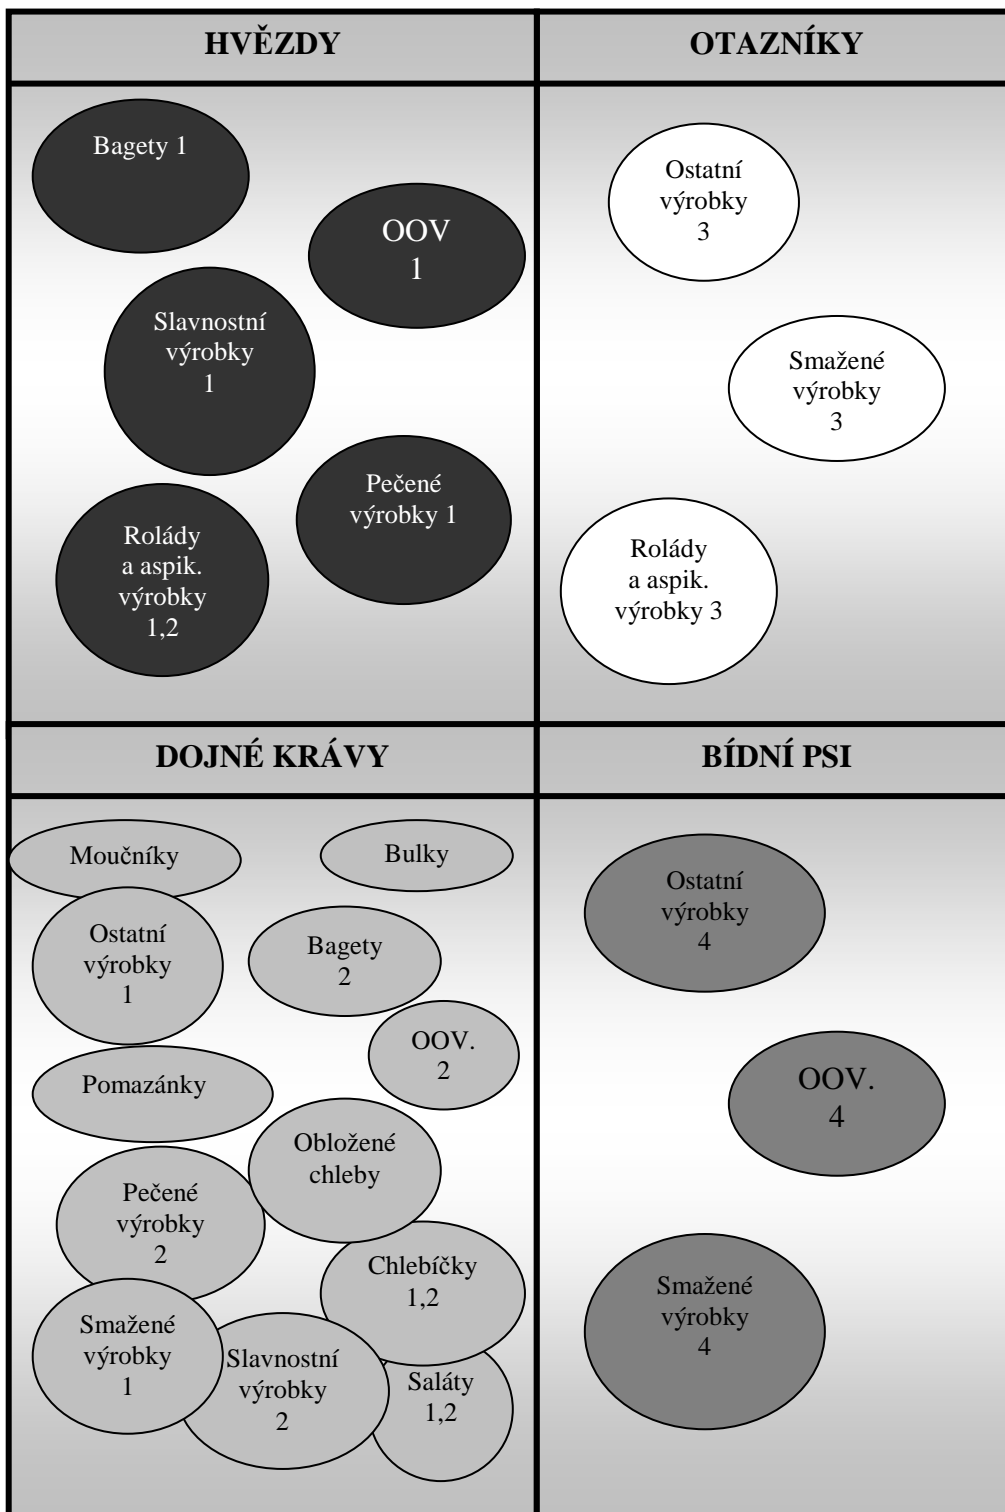 HVĚZDY
OTAZNÍKY
Bagety 1
OOV
1
Slavnostní
výrobky
1
Pečené
výrobky 1
Rolády
a aspik.
výrobky
1,2
Ostatní
výrobky
3
Smažené
výrobky
3
Rolády
a aspik.
výrobky 3
DOJNÉ KRÁVY
BÍDNÍ PSI
Moučníky
Bulky
Ostatní
výrobky
1
Bagety
2
OOV.
2
Pomazánky
Obložené
chleby
Pečené
výrobky
2
Chlebíčky
1,2
Smažené
výrobky
1
Slavnostní
výrobky
2
Saláty
1,2
Ostatní
výrobky
4
OOV.
4
Smažené
výrobky
4